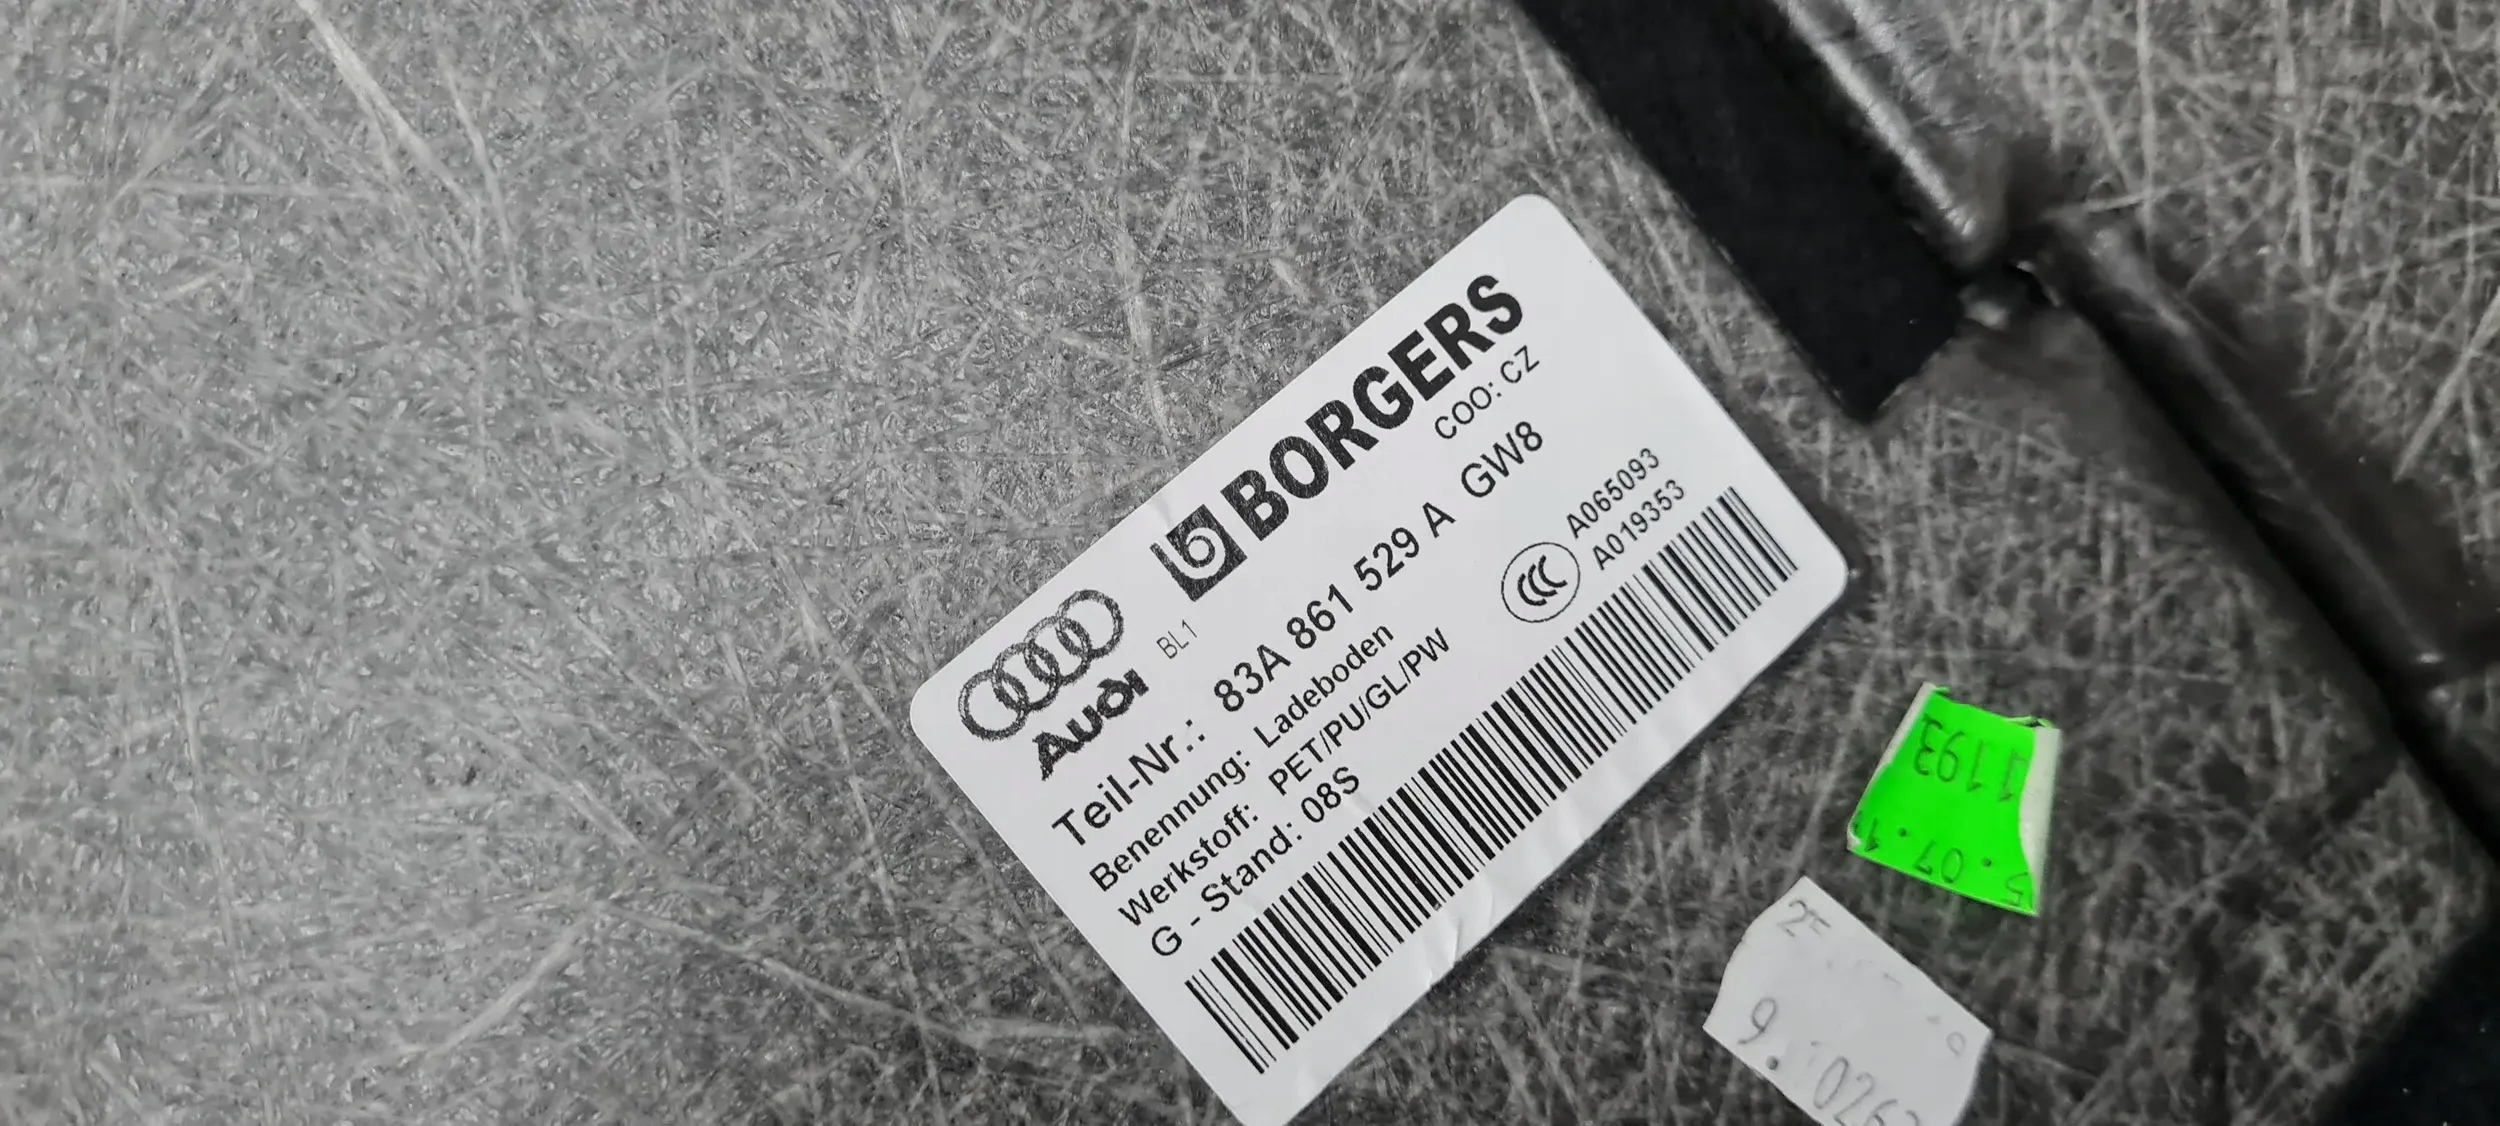 Audi
BL1
BORGERS
COO: CZ
Teil-Nr.: 83A 861 529 A GW8
Benennung: Ladeboden
Werkstoff: PET/PU/GL/PW
G - Stand: 08S
CCC
A065093
A019353
1193